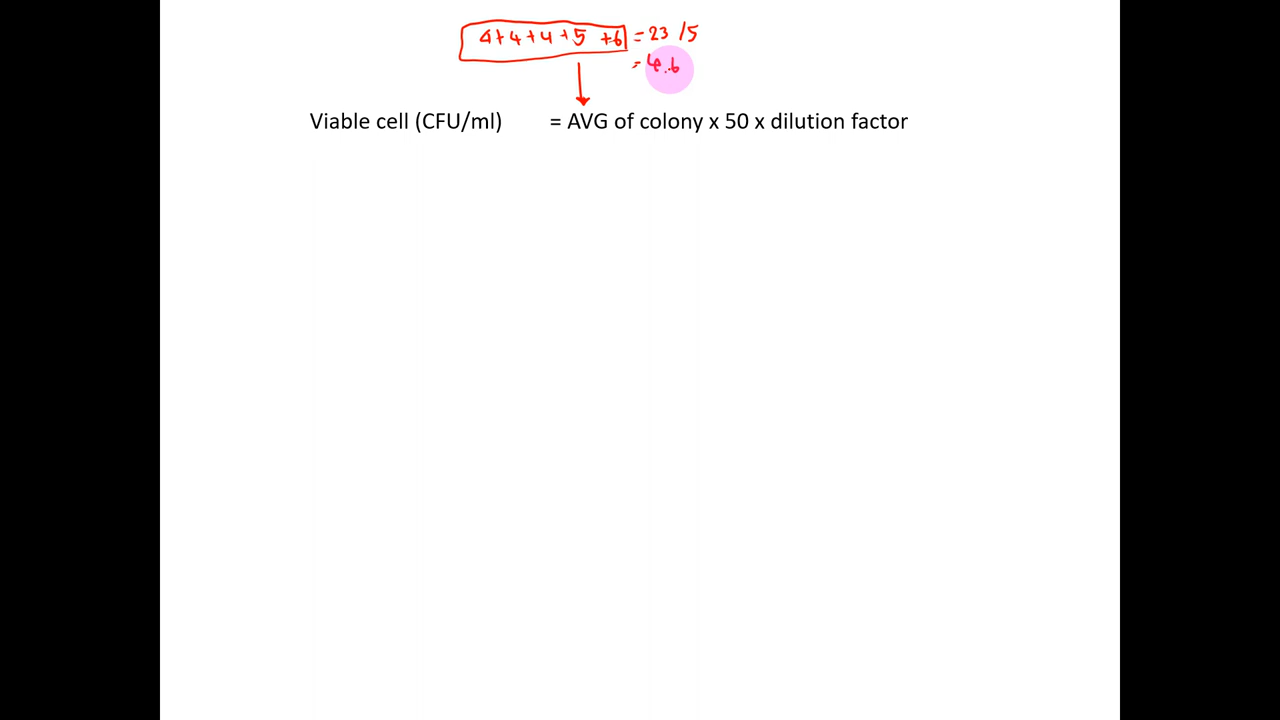 4+4+4+5+6 = 23/5
= 4.6
Viable cell (CFU/ml) = AVG of colony x 50 x dilution factor